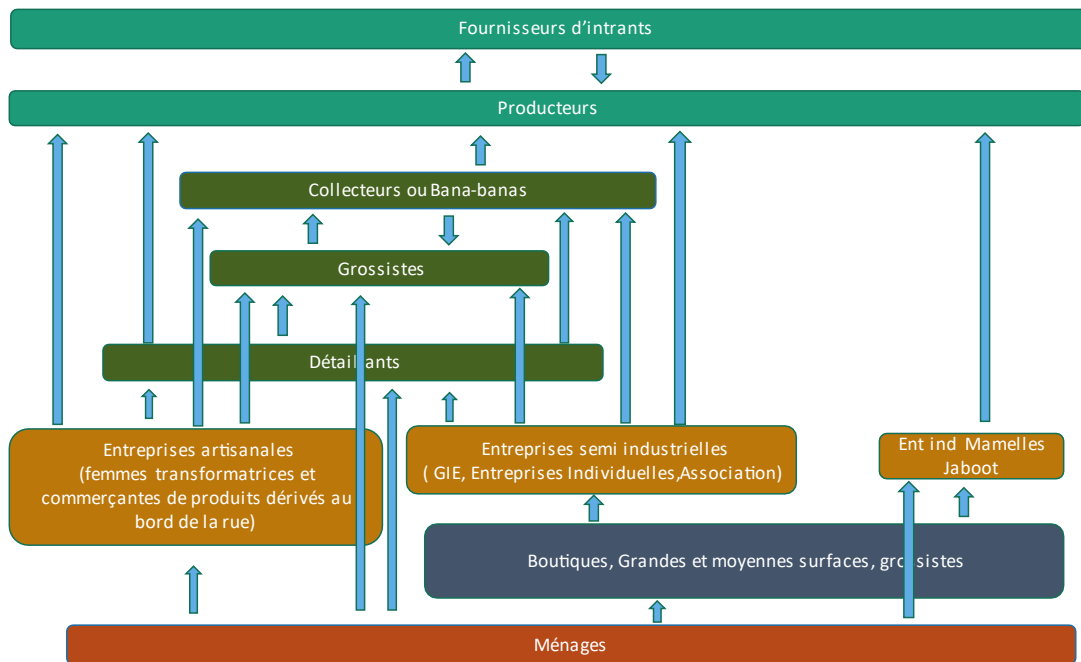 Fournisseurs d'intrants
Producteurs
Collecteurs ou Bana-banas
Grossistes
Détaillants
Entreprises artisanales
(femmes transformatrices et
commerçantes de produits dérivés au
bord de la rue)
Entreprises semi industrielles
( GIE, Entreprises Individuelles,Association)
Ent ind Mamelles
Jaboot
Boutiques, Grandes et moyennes surfaces, grossistes
Ménages